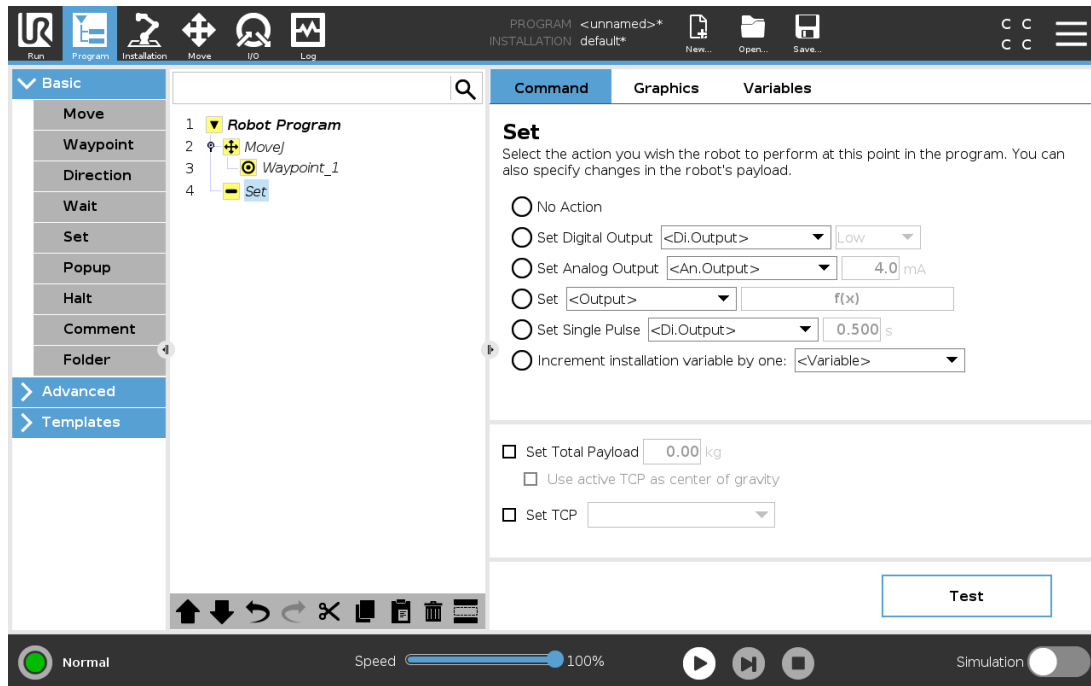 PROGRAM <unnamed>*
INSTALLATION default*
C C
C C
UR
Run Program Installation Move I/O Log New... Open... Save...
Basic
Move
Waypoint
Direction
Wait
Set
Popup
Halt
Comment
Folder
Advanced
Templates
1 Robot Program
2 MoveJ
3 Waypoint_1
4 Set
Command Graphics Variables
Set
Select the action you wish the robot to perform at this point in the program. You can
also specify changes in the robot's payload.
No Action
Set Digital Output <Di.Output> Low
Set Analog Output <An.Output> 4.0 mA
Set <Output> f(x)
Set Single Pulse <Di.Output> 0.500 s
Increment installation variable by one: <Variable>
Set Total Payload 0.00 kg
Use active TCP as center of gravity
Set TCP
Test
Normal Speed 100% Simulation